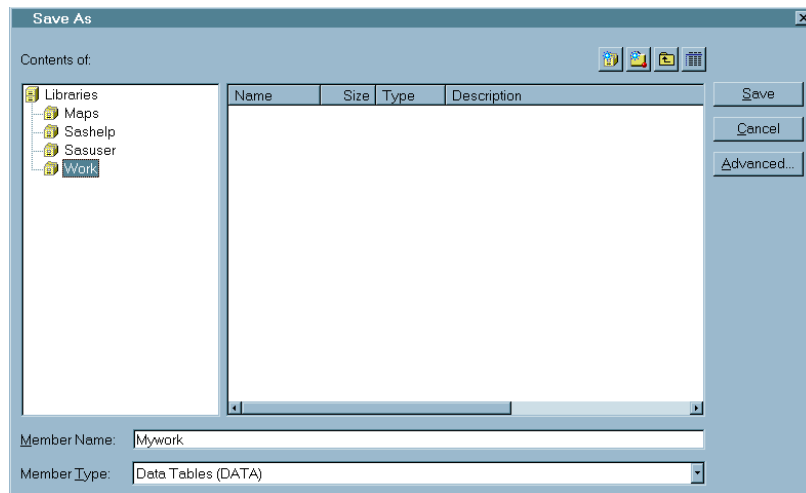 Save As
Contents of:
Libraries
Maps
Sashelp
Sasuser
Work
Name Size Type Description
Save
Cancel
Advanced...
Member Name: Mywork
Member Type: Data Tables (DATA)